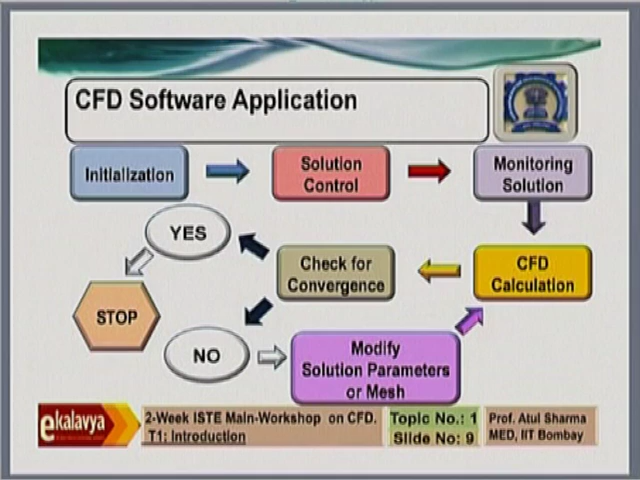 CFD Software Application
Initialization
Solution
Control
Monitoring
Solution
YES
Check for
Convergence
CFD
Calculation
STOP
NO
Modify
Solution Parameters
or Mesh
ekalavya
2-Week ISTE Main-Workshop on CFD.
T1: Introduction
Topic No.: 1
Slide No: 9
Prof. Atul Sharma
MED, IIT Bombay